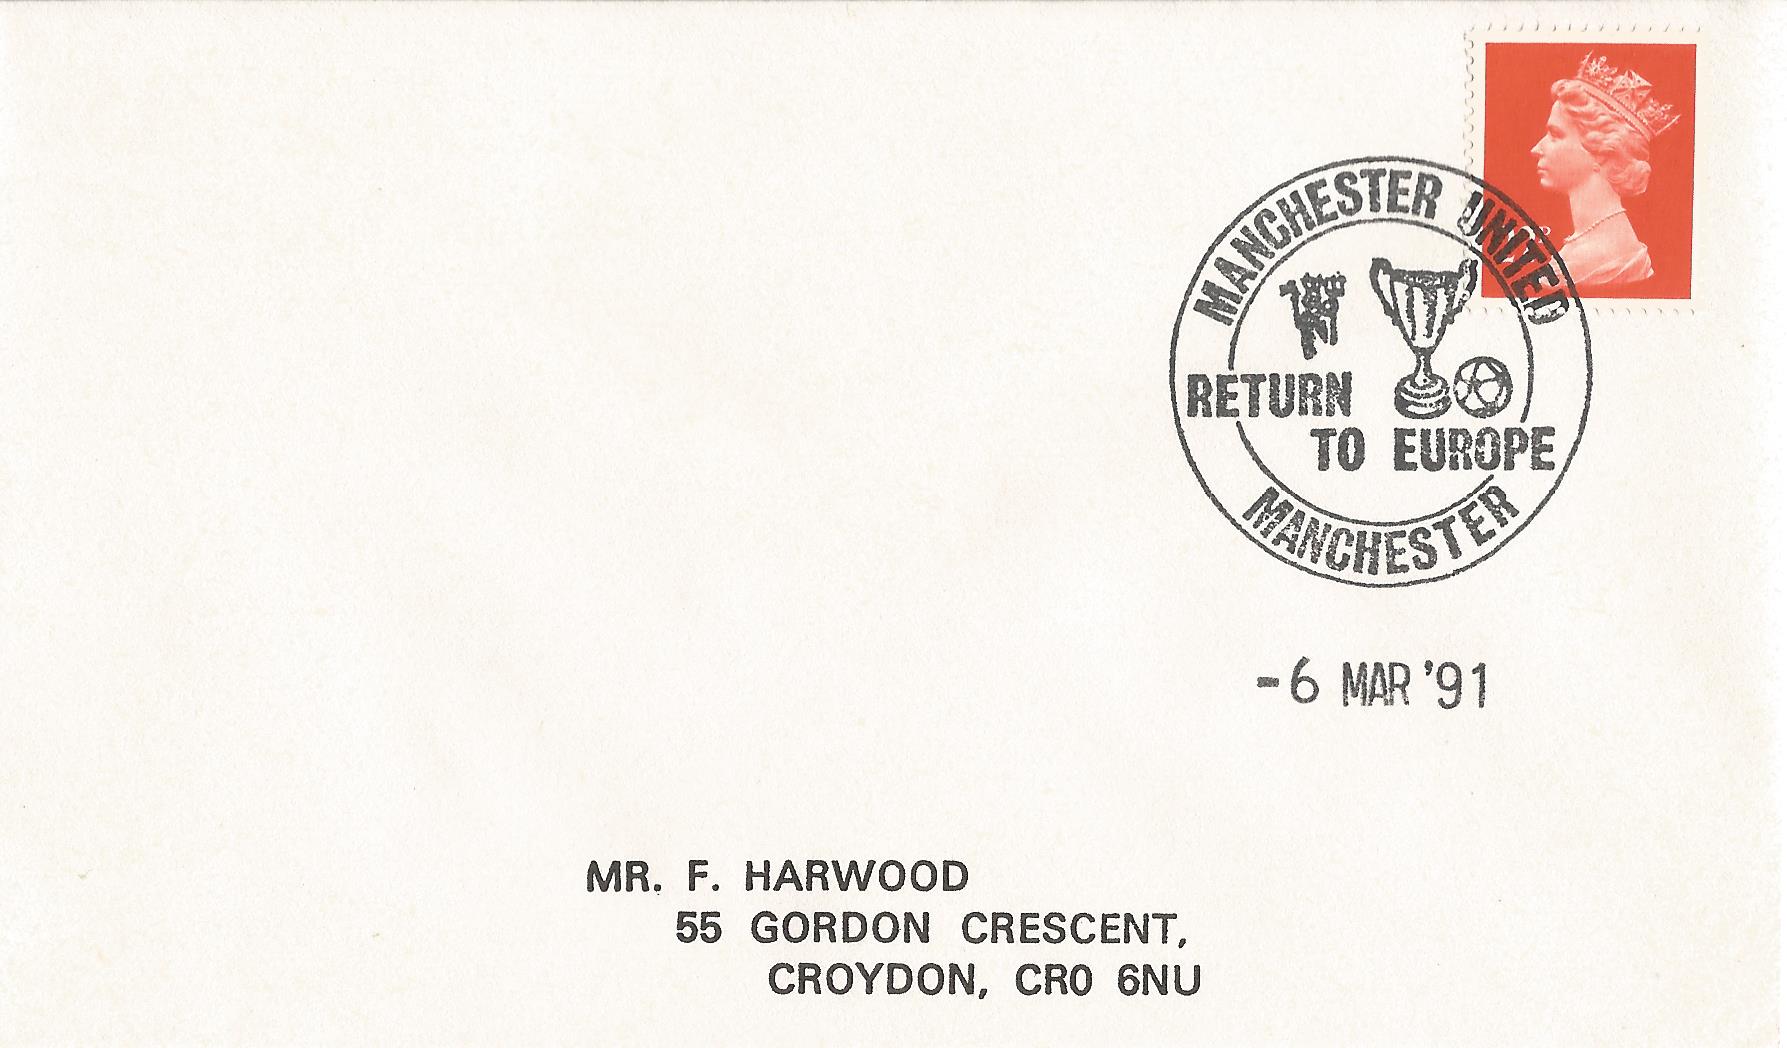 MANCHESTER UNITED
RETURN
TO EUROPE
MANCHESTER
-6 MAR '91
MR. F. HARWOOD
55 GORDON CRESCENT,
CROYDON, CR0 6NU